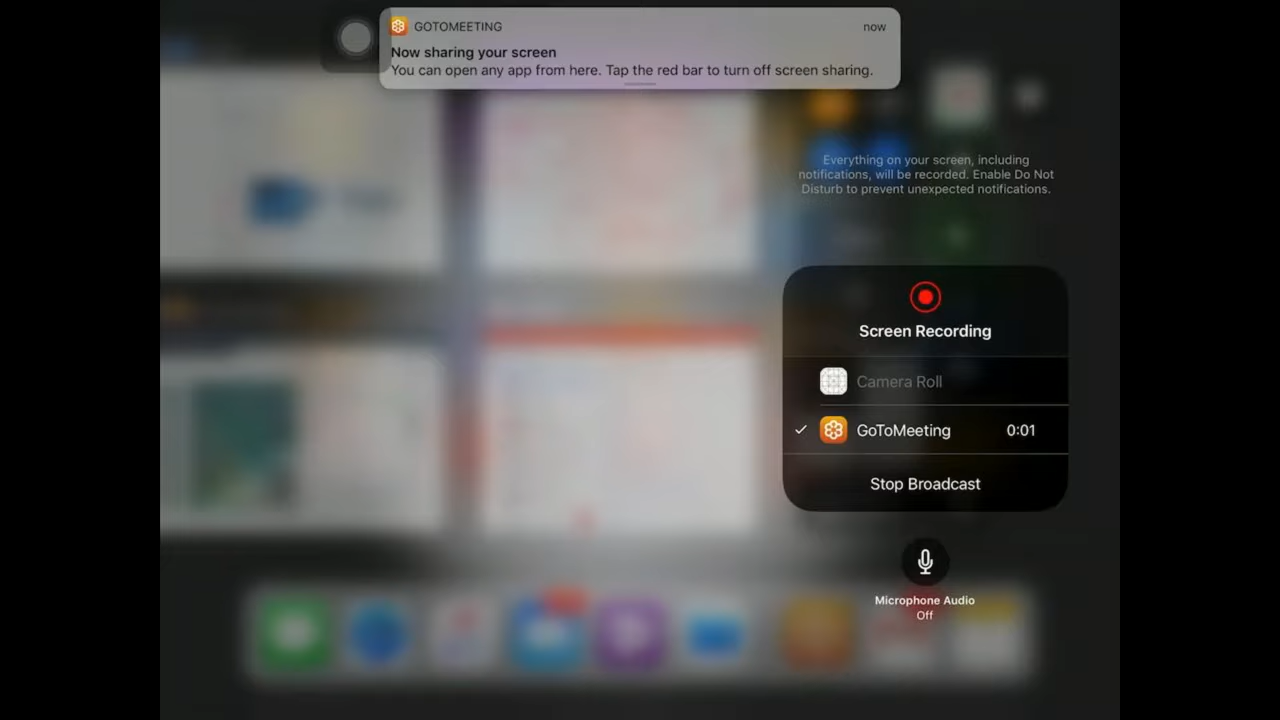 GOTOMEETING
now
Now sharing your screen
You can open any app from here. Tap the red bar to turn off screen sharing.
Everything on your screen, including
notifications, will be recorded. Enable Do Not
Disturb to prevent unexpected notifications.
Screen Recording
Camera Roll
GoToMeeting 0:01
Stop Broadcast
Microphone Audio
Off